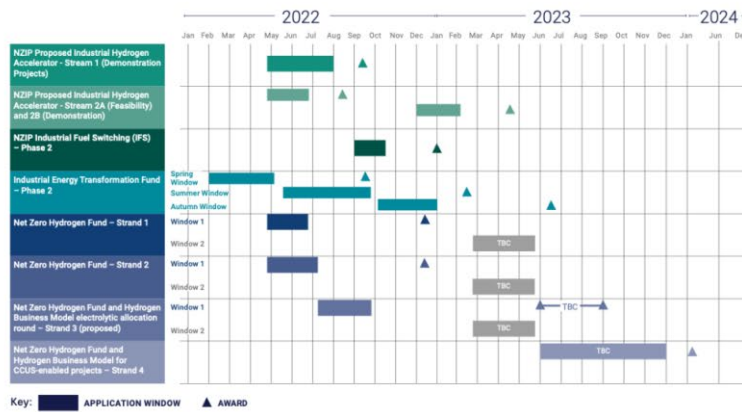 2022 2023 2024
Jan Feb Mar Apr May Jun Jul Aug Sep Oct Nov Dec Jan Feb Mar Apr May Jun Jul Aug Sep Oct Nov Dec Jan Jun De
NZIP Proposed Industrial Hydrogen
Accelerator - Stream 1 (Demonstration
Projects)
NZIP Proposed Industrial Hydrogen
Accelerator - Stream 2A (Feasibility)
and 2B (Demonstration)
NZIP Industrial Fuel Switching (IFS)
– Phase 2
Industrial Energy Transformation Fund
– Phase 2
Spring
Window
Summer Window
Autumn Window
Net Zero Hydrogen Fund – Strand 1
Window 1
Window 2
TBC
Net Zero Hydrogen Fund – Strand 2
Window 1
Window 2
TBC
Net Zero Hydrogen Fund and Hydrogen
Business Model electrolytic allocation
round – Strand 3 (proposed)
Window 1
TBC
Window 2
TBC
Net Zero Hydrogen Fund and
Hydrogen Business Model for
CCUS-enabled projects – Strand 4
TBC
Key: APPLICATION WINDOW AWARD